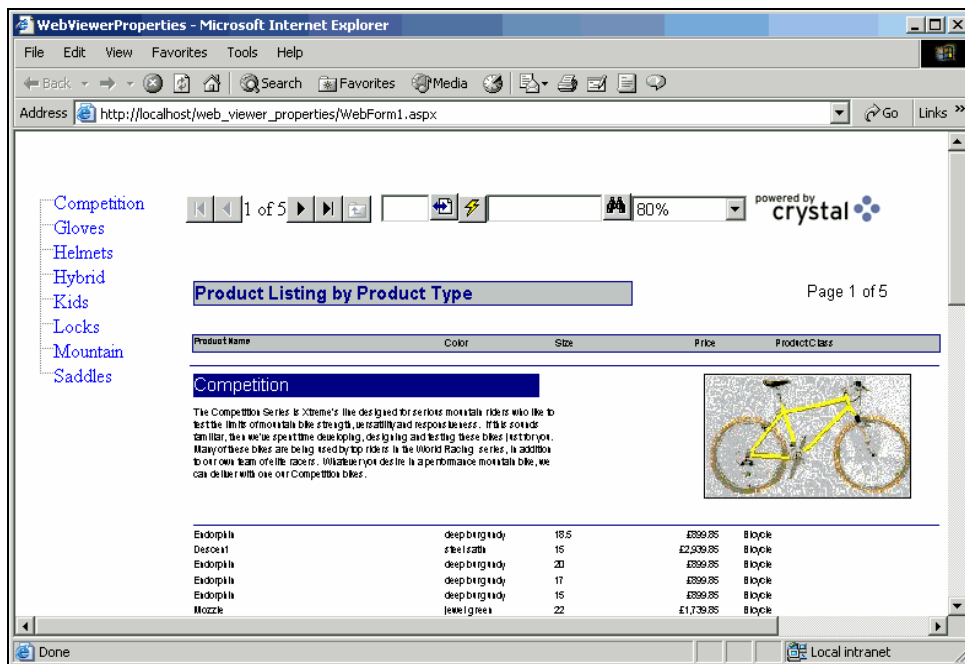 WebViewerProperties - Microsoft Internet Explorer
File Edit View Favorites Tools Help
Back Search Favorites Media
Address http://localhost/web_viewer_properties/WebForm1.aspx Go Links »
Competition
Gloves
Helmets
Hybrid
Kids
Locks
Mountain
Saddles
1 of 5 80% powered by crystal
Product Listing by Product Type Page 1 of 5
Product Name Color Size Price Product Class
Competition
The Competition Series is Xtreme's line designed for serious mountain riders who like to
test the limits of mountain bike strength, versatility and responsiveness. If this sounds
familiar, then we've spent time developing, designing and testing these bikes just for you.
Many of these bikes are being used by top riders in the World Racing series, in addition
to our own team of elite racers. Whatever you desire in a performance mountain bike, we
can deliver with one our Competition bikes.
Endorphin deep burgundy 18.5 £899.85 Bicycle
Descent steel satin 15 £2,939.85 Bicycle
Endorphin deep burgundy 20 £899.85 Bicycle
Endorphin deep burgundy 17 £899.85 Bicycle
Endorphin deep burgundy 15 £899.85 Bicycle
Mozzie jewel green 22 £1,739.85 Bicycle
Done Local intranet